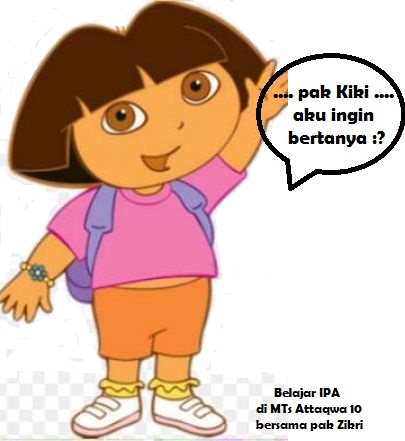 .... pak Kiki ....
aku ingin
bertanya :?
Belajar IPA
di MTs Attaqwa 10
bersama pak Zikri